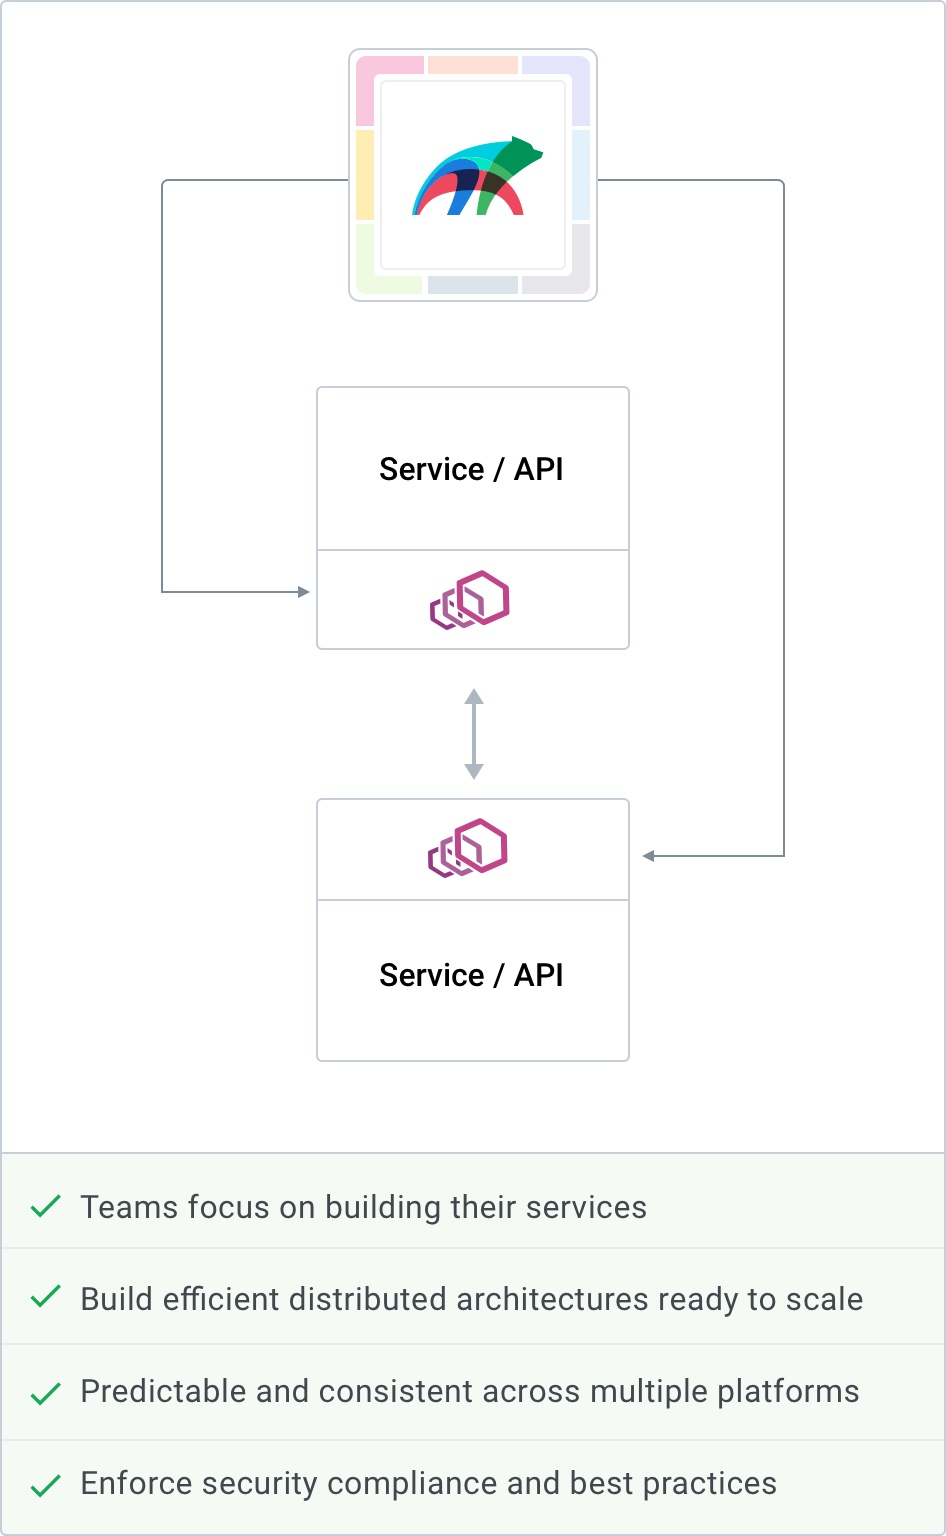 Service / API
Service / API
Teams focus on building their services
Build efficient distributed architectures ready to scale
Predictable and consistent across multiple platforms
Enforce security compliance and best practices